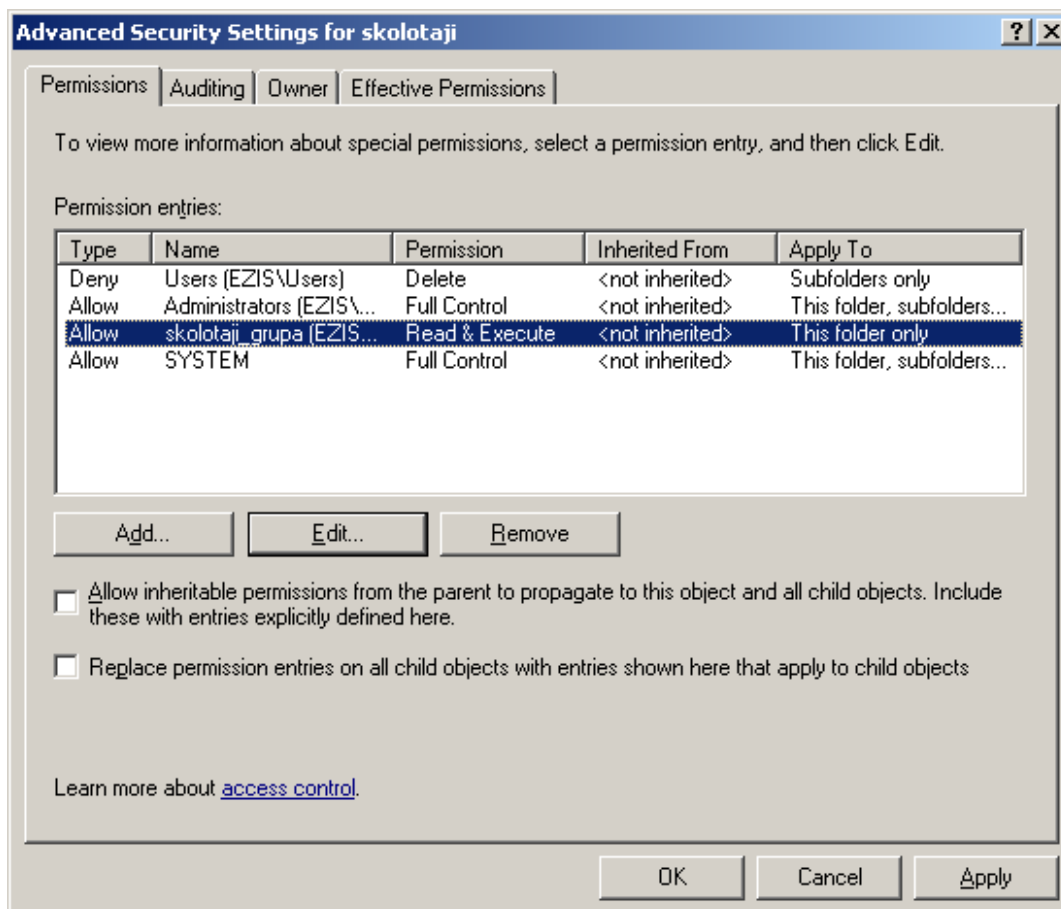 Advanced Security Settings for skolotaji
Permissions Auditing Owner Effective Permissions
To view more information about special permissions, select a permission entry, and then click Edit.
Permission entries:
Type Name Permission Inherited From Apply To
Deny Users (EZIS\Users) Delete <not inherited> Subfolders only
Allow Administrators (EZIS\... Full Control <not inherited> This folder, subfolders...
Allow skolotaji_grupa (EZIS... Read & Execute <not inherited> This folder only
Allow SYSTEM Full Control <not inherited> This folder, subfolders...
Add... Edit... Remove
Allow inheritable permissions from the parent to propagate to this object and all child objects. Include
these with entries explicitly defined here.
Replace permission entries on all child objects with entries shown here that apply to child objects
Learn more about access control.
OK Cancel Apply